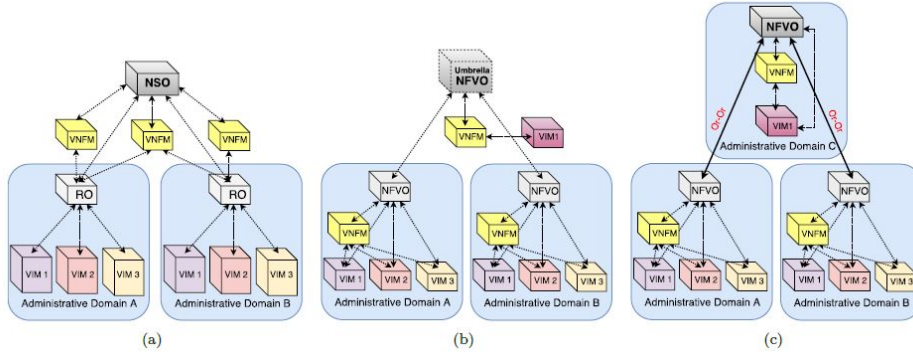 NSO
VNFM
VNFM
VNFM
RO
RO
VIM 1
VIM 2
VIM 3
Administrative Domain A
VIM 1
VIM 2
VIM 3
Administrative Domain B
(a)
Umbrella
NFVO
VNFM
VIM1
NFVO
NFVO
VNFM
VNFM
VIM 1
VIM 2
VIM 3
Administrative Domain A
VIM 1
VIM 2
VIM 3
Administrative Domain B
(b)
NFVO
VNFM
VIM1
Administrative Domain C
Or-Or
Or-Or
NFVO
NFVO
VNFM
VNFM
VIM 1
VIM 2
VIM 3
Administrative Domain A
VIM 1
VIM 2
VIM 3
Administrative Domain B
(c)